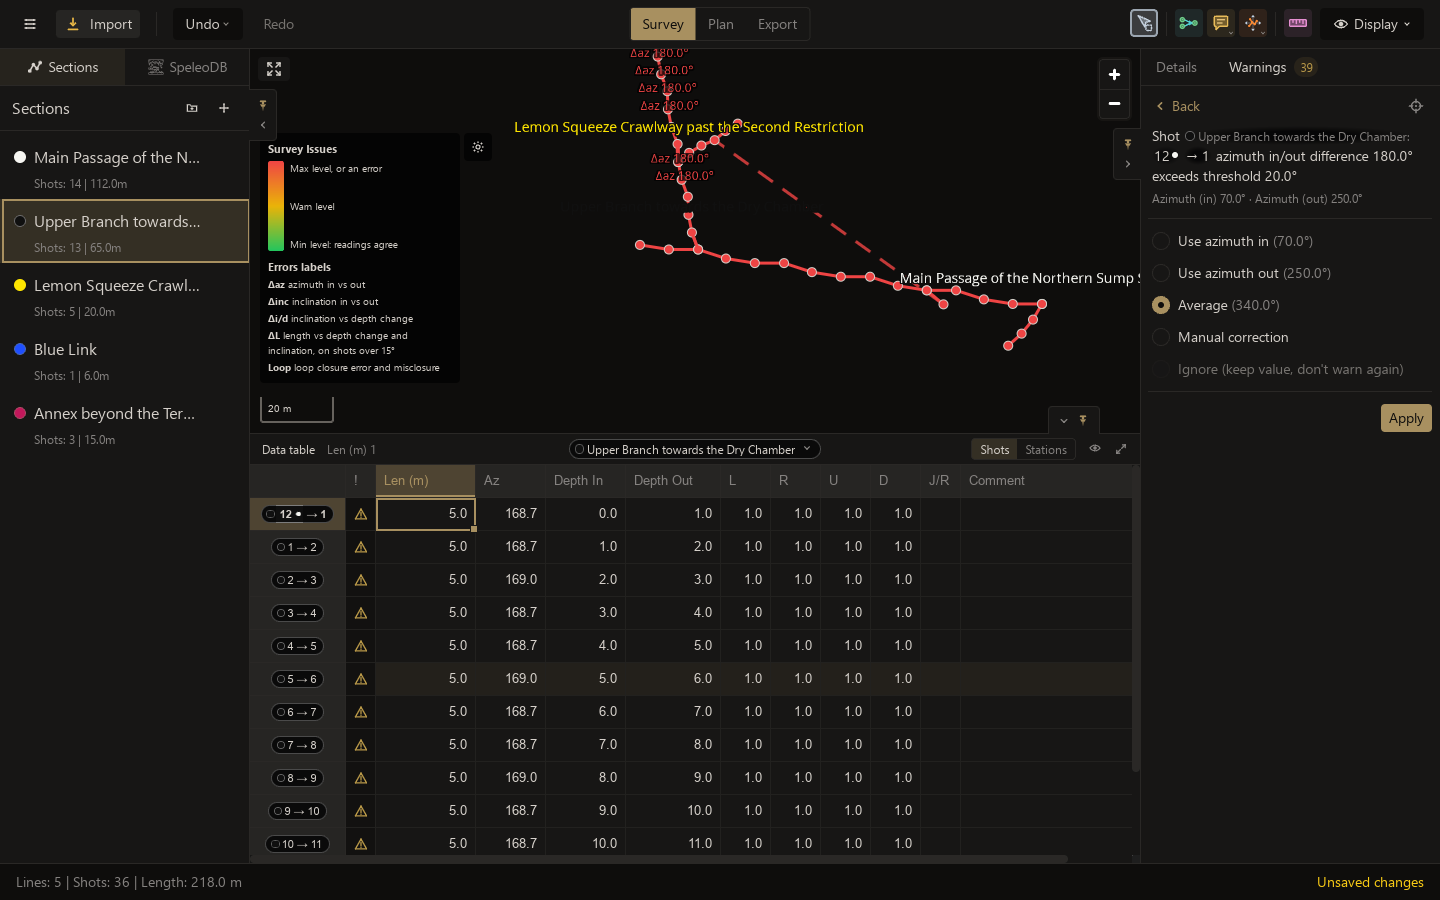 Import
Undo
Redo
Survey
Plan
Export
Display
Sections
SpeleoDB
Details
Warnings 39
Sections
Main Passage of the N...
Shots: 14 | 112.0m
Upper Branch towards...
Shots: 13 | 65.0m
Lemon Squeeze Crawl...
Shots: 5 | 20.0m
Blue Link
Shots: 1 | 6.0m
Annex beyond the Ter...
Shots: 3 | 15.0m
Δaz 180.0°
Δaz 180.0°
Δaz 180.0°
Δaz 180.0°
Lemon Squeeze Crawlway past the Second Restriction
Δaz 180.0°
Δaz 180.0°
Main Passage of the Northern Sump S
Survey Issues
Max level, or an error
Warn level
Min level: readings agree
Errors labels
Δaz azimuth in vs out
Δinc inclination in vs out
Δi/d inclination vs depth change
ΔL length vs depth change and
inclination, on shots over 15°
Loop loop closure error and misclosure
20 m
Back
Shot Upper Branch towards the Dry Chamber:
12 → 1 azimuth in/out difference 180.0°
exceeds threshold 20.0°
Azimuth (in) 70.0° · Azimuth (out) 250.0°
Use azimuth in (70.0°)
Use azimuth out (250.0°)
Average (340.0°)
Manual correction
Ignore (keep value, don't warn again)
Apply
Data table Len (m) 1
Upper Branch towards the Dry Chamber
Shots
Stations
! Len (m) Az Depth In Depth Out L R U D J/R Comment
12 → 1 5.0 168.7 0.0 1.0 1.0 1.0 1.0 1.0
1 → 2 5.0 168.7 1.0 2.0 1.0 1.0 1.0 1.0
2 → 3 5.0 169.0 2.0 3.0 1.0 1.0 1.0 1.0
3 → 4 5.0 168.7 3.0 4.0 1.0 1.0 1.0 1.0
4 → 5 5.0 168.7 4.0 5.0 1.0 1.0 1.0 1.0
5 → 6 5.0 169.0 5.0 6.0 1.0 1.0 1.0 1.0
6 → 7 5.0 168.7 6.0 7.0 1.0 1.0 1.0 1.0
7 → 8 5.0 168.7 7.0 8.0 1.0 1.0 1.0 1.0
8 → 9 5.0 169.0 8.0 9.0 1.0 1.0 1.0 1.0
9 → 10 5.0 168.7 9.0 10.0 1.0 1.0 1.0 1.0
10 → 11 5.0 168.7 10.0 11.0 1.0 1.0 1.0 1.0
Lines: 5 | Shots: 36 | Length: 218.0 m
Unsaved changes